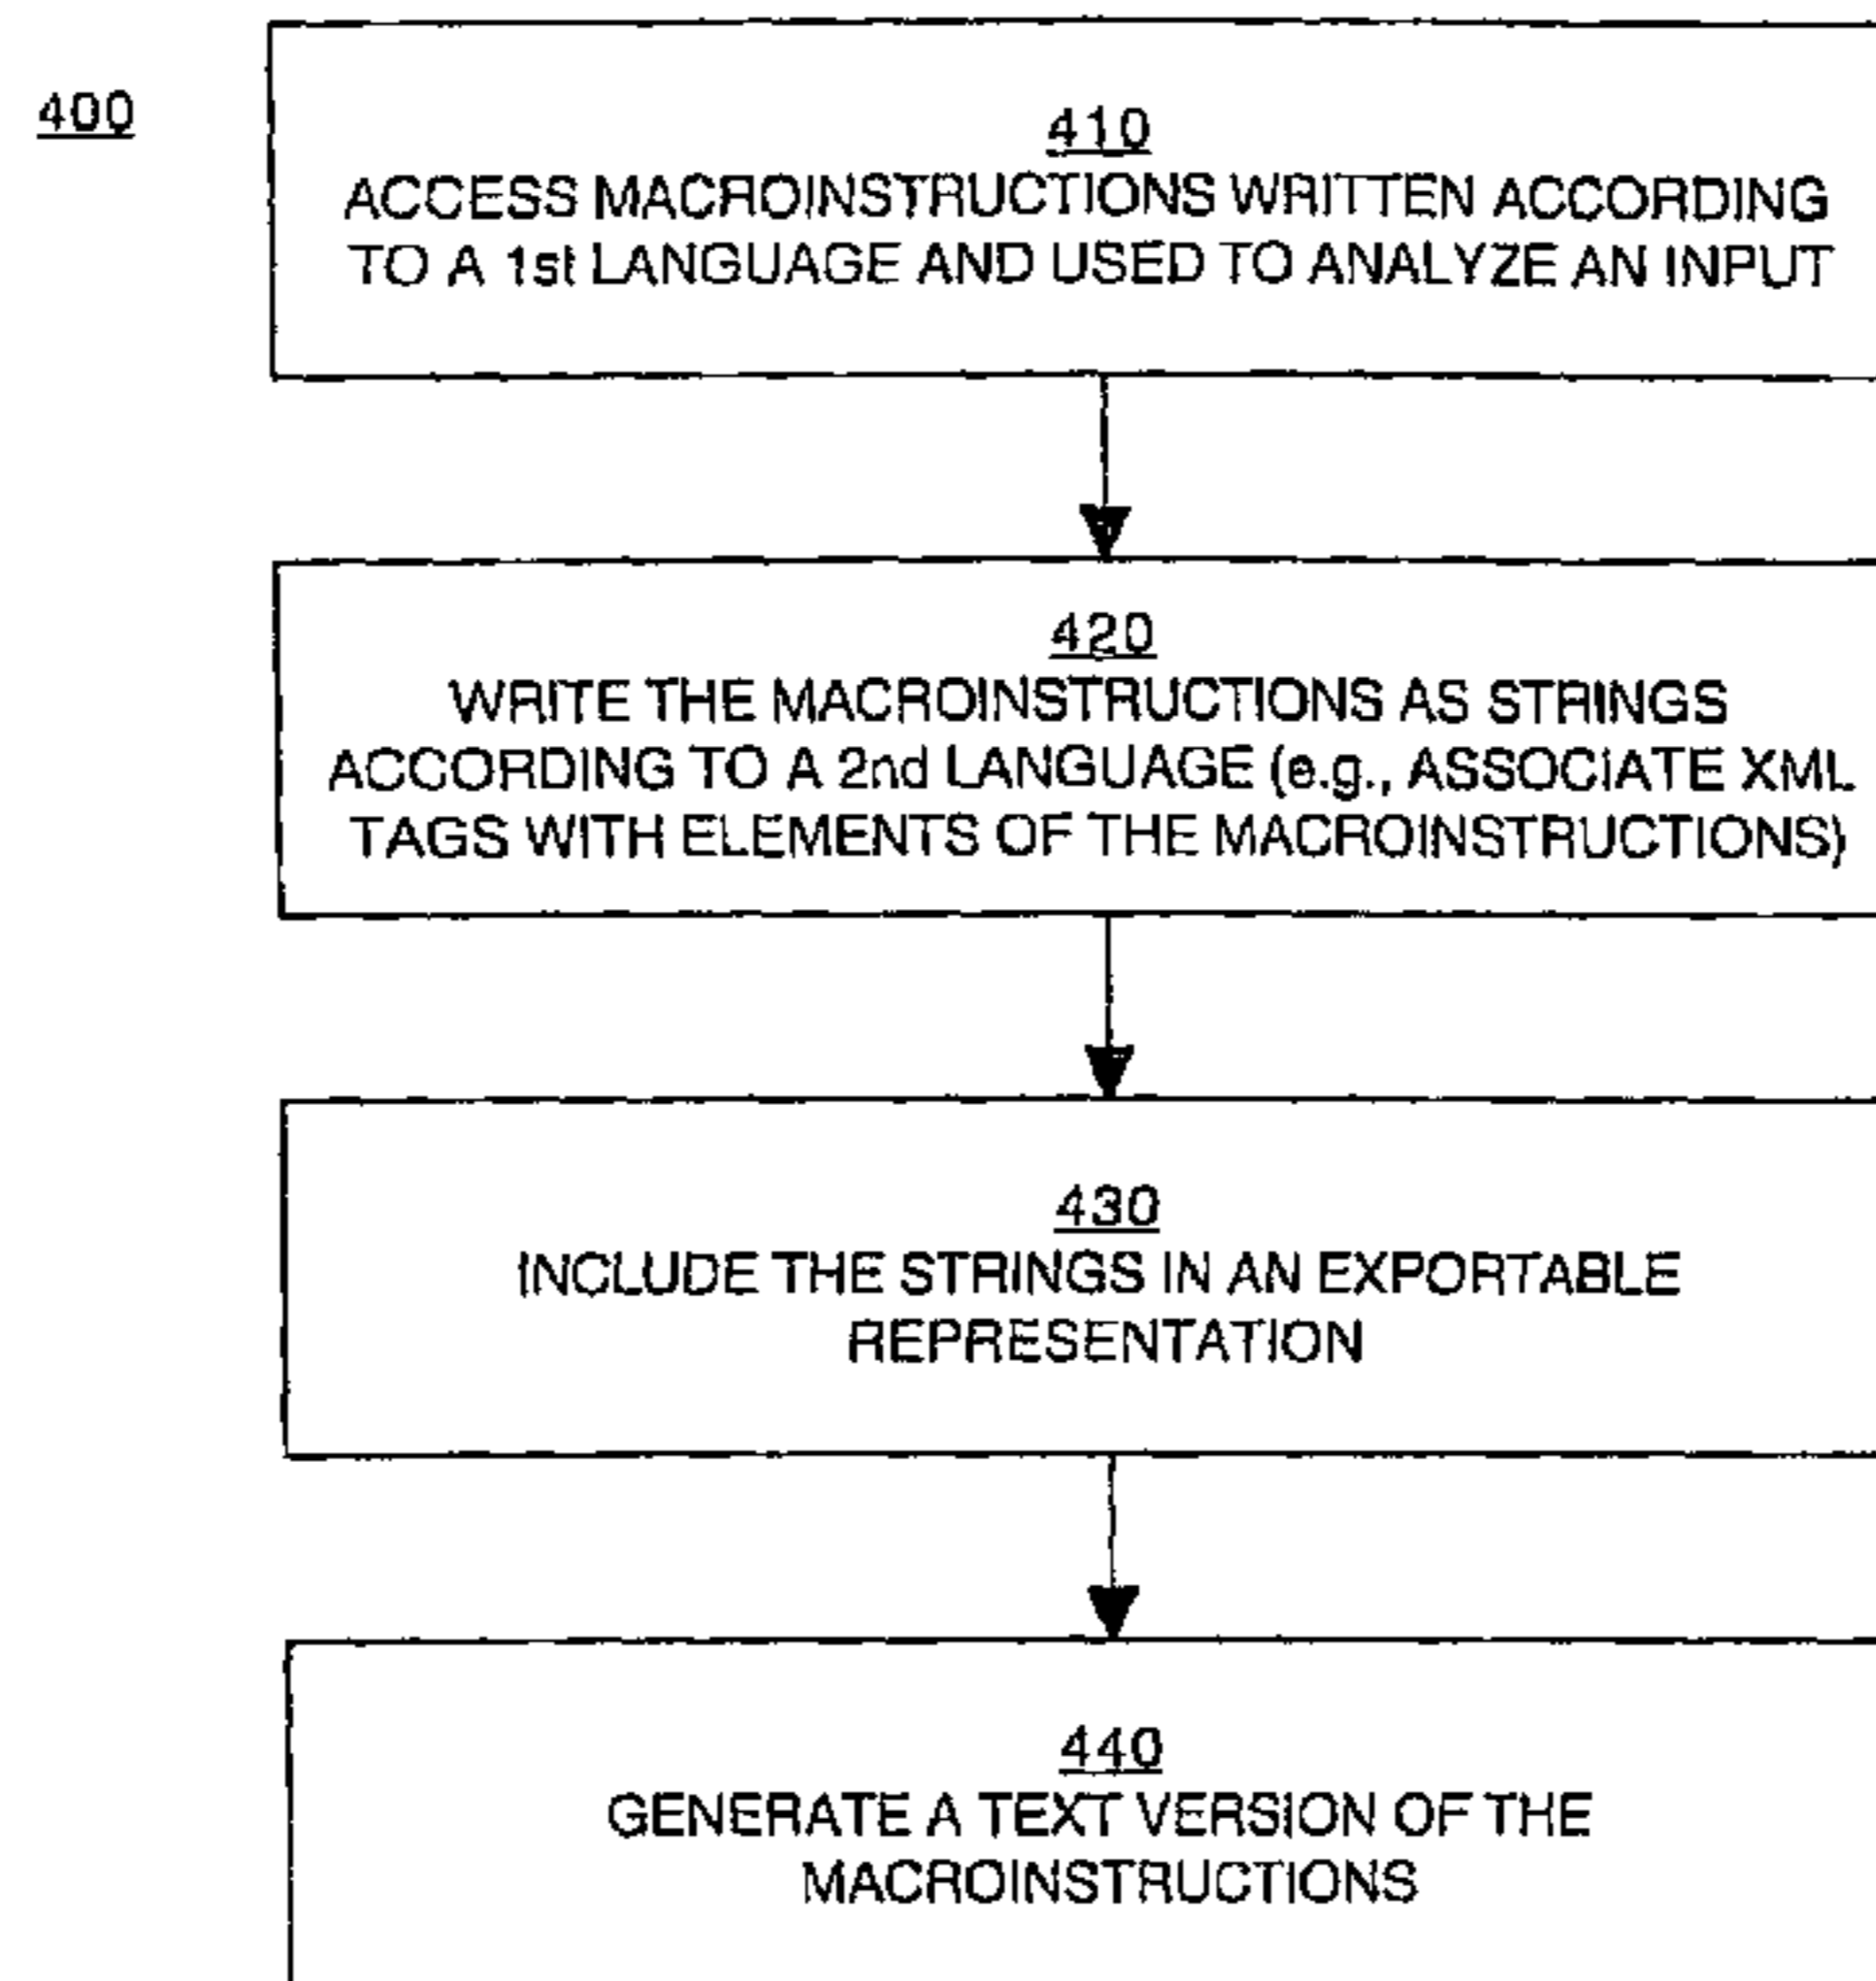 400
410
ACCESS MACROINSTRUCTIONS WRITTEN ACCORDING
TO A 1st LANGUAGE AND USED TO ANALYZE AN INPUT
420
WRITE THE MACROINSTRUCTIONS AS STRINGS
ACCORDING TO A 2nd LANGUAGE (e.g., ASSOCIATE XML
TAGS WITH ELEMENTS OF THE MACROINSTRUCTIONS)
430
INCLUDE THE STRINGS IN AN EXPORTABLE
REPRESENTATION
440
GENERATE A TEXT VERSION OF THE
MACROINSTRUCTIONS